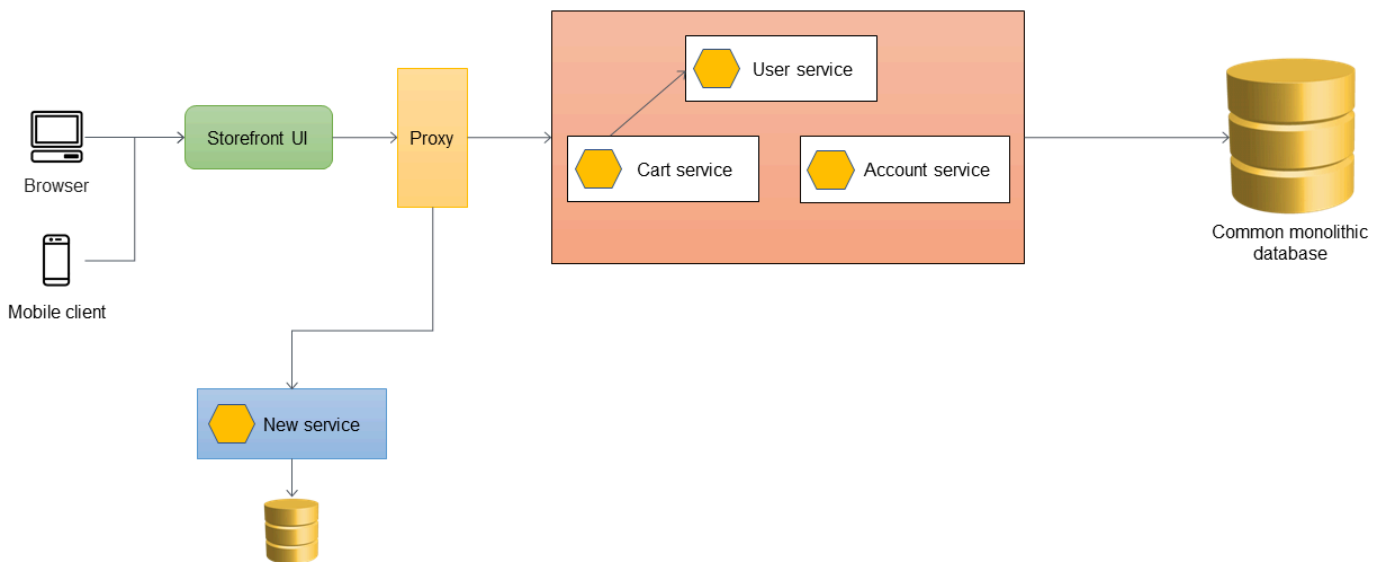 User service
Storefront UI
Proxy
Cart service
Account service
Browser
Common monolithic
database
Mobile client
New service